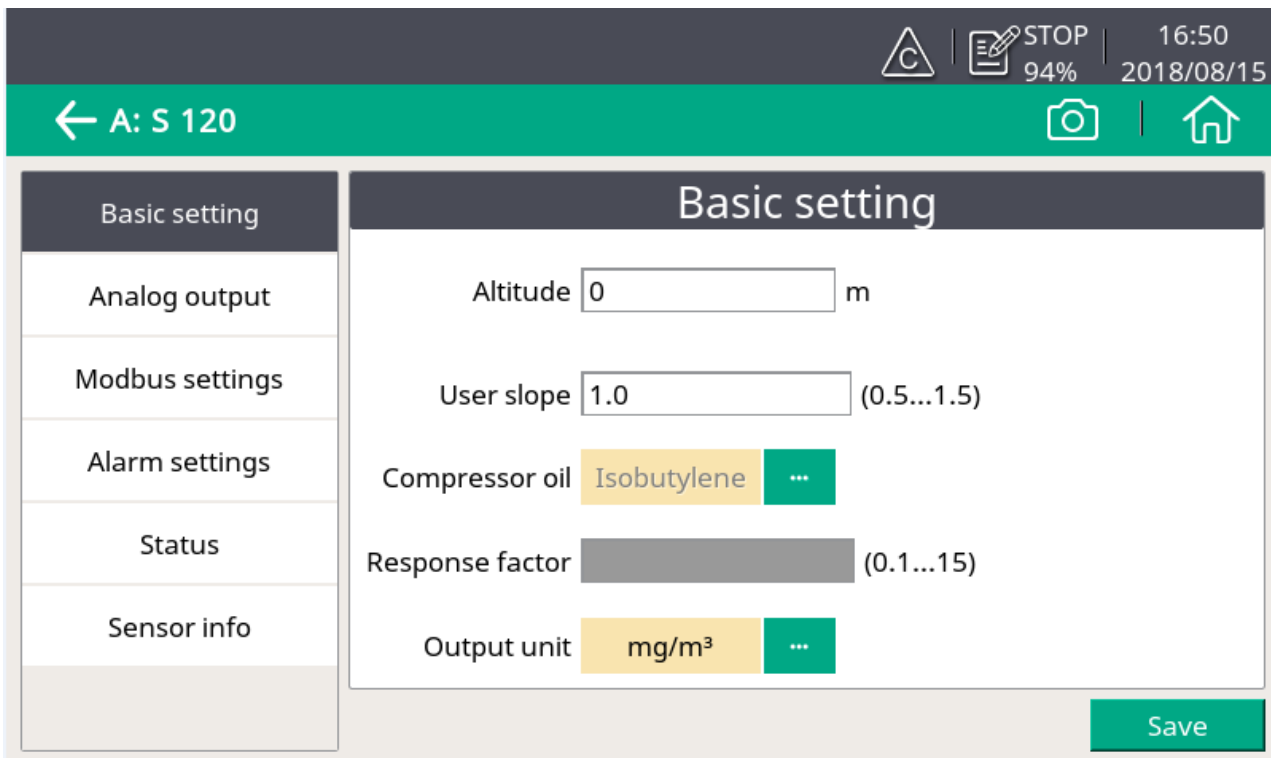 C STOP 16:50
94% 2018/08/15
A: S 120
Basic setting
Analog output
Modbus settings
Alarm settings
Status
Sensor info
Basic setting
Altitude 0 m
User slope 1.0 (0.5...1.5)
Compressor oil Isobutylene ...
Response factor (0.1...15)
Output unit mg/m³ ...
Save